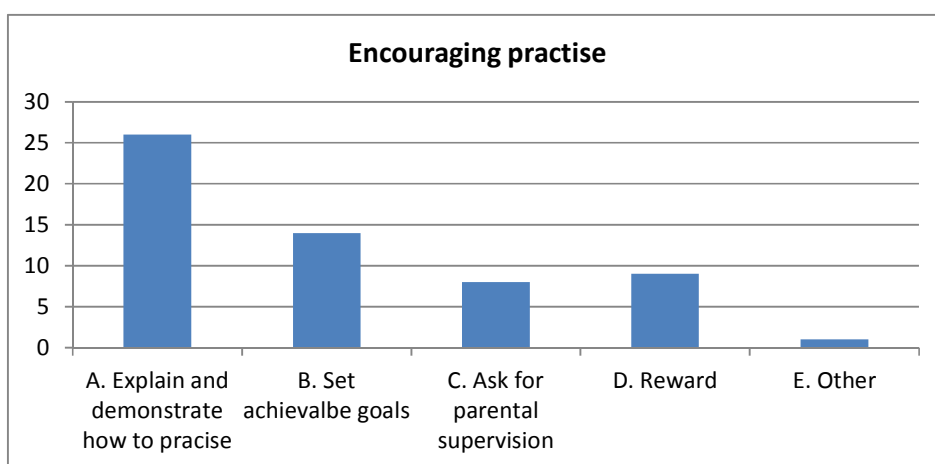 Encouraging practise
30
25
20
15
10
5
0
A. Explain and
demonstrate
how to pracise
B. Set
achievalbe goals
C. Ask for
parental
supervision
D. Reward
E. Other